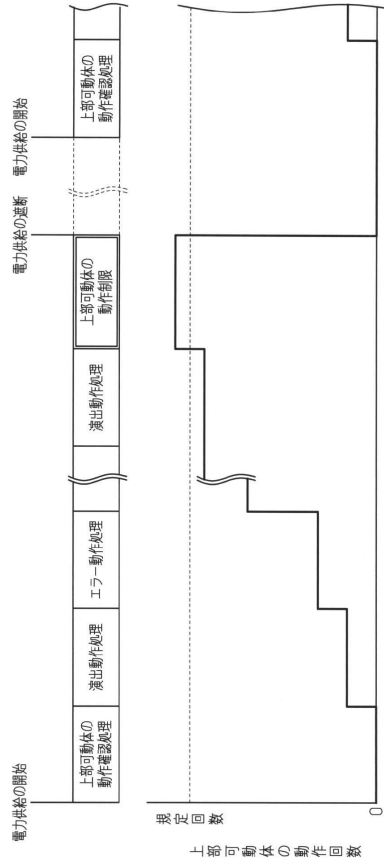 電力供給の開始
電力供給の遮断
電力供給の開始
上部可動体の
動作確認処理
演出動作処理
エラー動作処理
演出動作処理
上部可動体の
動作制限
上部可動体の
動作確認処理
規定回数
上部可動体の動作回数
0